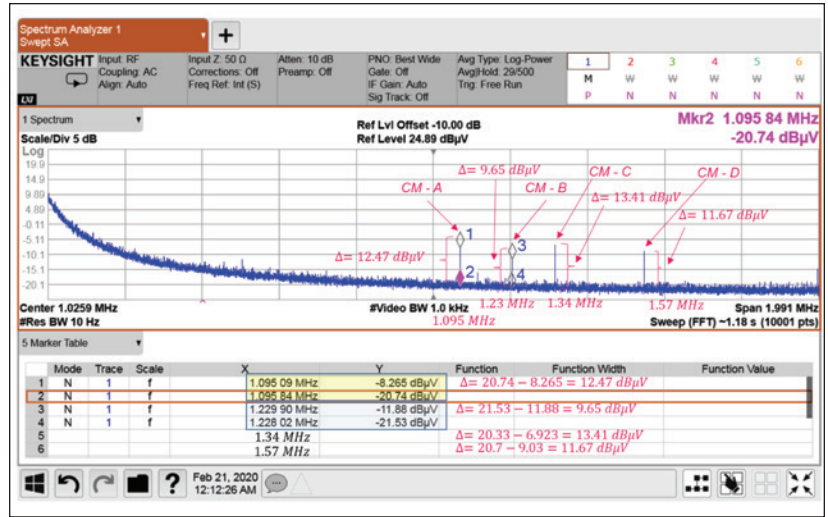 Spectrum Analyzer 1
Swept SA
+
KEYSIGHT Input: RF Input Z: 50 Ω Atten: 10 dB PNO: Best Wide Avg Type: Log-Power 1 2 3 4 5 6
Coupling: AC Corrections: Off Preamp: Off Gate: Off Avg|Hold: 29/500 M W W W W W
Align: Auto Freq Ref: Int (S) IF Gain: Auto Trig: Free Run
Sig Track: Off P N N N N N
LXI
1 Spectrum
Ref Lvl Offset -10.00 dB Mkr2 1.095 84 MHz
Scale/Div 5 dB Ref Level 24.89 dBµV -20.74 dBµV
Log
19.9 Δ= 9.65 dBµV CM - C CM - D
14.9 CM - A CM - B Δ= 13.41 dBµV
9.89
4.89 Δ= 11.67 dBµV
-0.11
-5.11 1 3
-10.1 Δ= 12.47 dBµV
-15.1 2 4
-20.1
Center 1.0259 MHz #Video BW 1.0 kHz 1.23 MHz 1.34 MHz 1.57 MHz Span 1.991 MHz
#Res BW 10 Hz 1.095 MHz Sweep (FFT) ~1.18 s (10001 pts)
5 Marker Table
Mode Trace Scale X Y Function Function Width Function Value
1 N 1 f 1.095 09 MHz -8.265 dBµV Δ= 20.74 − 8.265 = 12.47 dBµV
2 N 1 f 1.095 84 MHz -20.74 dBµV
3 N 1 f 1.229 90 MHz -11.88 dBµV Δ= 21.53 − 11.88 = 9.65 dBµV
4 N 1 f 1.228 02 MHz -21.53 dBµV
5 1.34 MHz Δ= 20.33 − 6.923 = 13.41 dBµV
6 1.57 MHz Δ= 20.7 − 9.03 = 11.67 dBµV
? Feb 21, 2020
12:12:26 AM